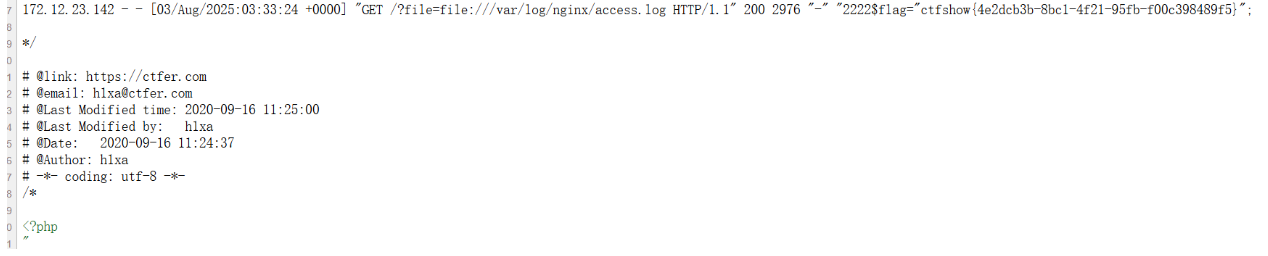 7 172.12.23.142 - - [03/Aug/2025:03:33:24 +0000] "GET /?file=file:///var/log/nginx/access.log HTTP/1.1" 200 2976 "-" "2222$flag="ctfshow{4e2dcb3b-8bc1-4f21-95fb-f00c398489f5}";
8
9 */
0
1 # @link: https://ctfer.com
2 # @email: h1xa@ctfer.com
3 # @Last Modified time: 2020-09-16 11:25:00
4 # @Last Modified by:   h1xa
5 # @Date:   2020-09-16 11:24:37
6 # @Author: h1xa
7 # -*- coding: utf-8 -*-
8 /*
9
0 <?php
1 "